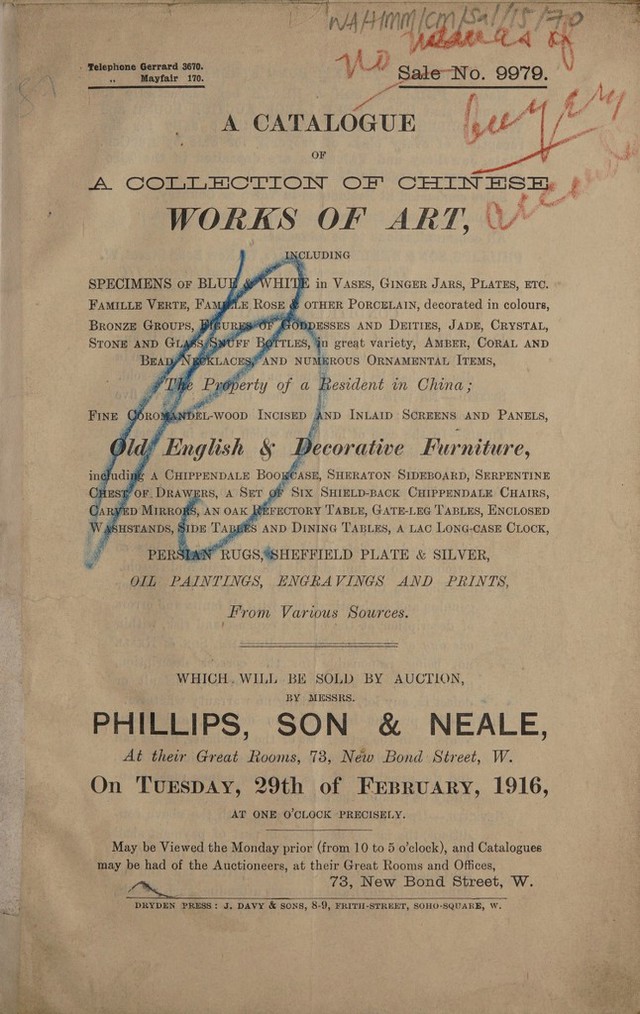 WA/HMM/CM/Sal/15/70
no names of
buyers
Telephone Gerrard 3670.
„ Mayfair 170.
Sale No. 9979.
A CATALOGUE
OF
A COLLECTION OF CHINESE
WORKS OF ART,
INCLUDING
SPECIMENS OF BLUE & WHITE in VASES, GINGER JARS, PLATES, ETC.
FAMILLE VERTE, FAMILLE ROSE & OTHER PORCELAIN, decorated in colours,
BRONZE GROUPS, FIGURES OF GODDESSES AND DEITIES, JADE, CRYSTAL,
STONE AND GLASS SNUFF BOTTLES, in great variety, AMBER, CORAL AND
BEAD NECKLACES, AND NUMEROUS ORNAMENTAL ITEMS,
The Property of a Resident in China;
FINE COROMANDEL-WOOD INCISED AND INLAID SCREENS AND PANELS,
Old English & Decorative Furniture,
including A CHIPPENDALE BOOKCASE, SHERATON SIDEBOARD, SERPENTINE
CHEST OF DRAWERS, A SET OF SIX SHIELD-BACK CHIPPENDALE CHAIRS,
CARVED MIRRORS, AN OAK REFECTORY TABLE, GATE-LEG TABLES, ENCLOSED
WASHSTANDS, SIDE TABLES AND DINING TABLES, A LAC LONG-CASE CLOCK,
PERSIAN RUGS, SHEFFIELD PLATE & SILVER,
OIL PAINTINGS, ENGRAVINGS AND PRINTS,
From Various Sources.
WHICH WILL BE SOLD BY AUCTION,
BY MESSRS.
PHILLIPS, SON & NEALE,
At their Great Rooms, 73, New Bond Street, W.
On TUESDAY, 29th of FEBRUARY, 1916,
AT ONE O'CLOCK PRECISELY.
May be Viewed the Monday prior (from 10 to 5 o'clock), and Catalogues
may be had of the Auctioneers, at their Great Rooms and Offices,
73, New Bond Street, W.
DRYDEN PRESS: J. DAVY & SONS, 8-9, FRITH-STREET, SOHO-SQUARE, W.